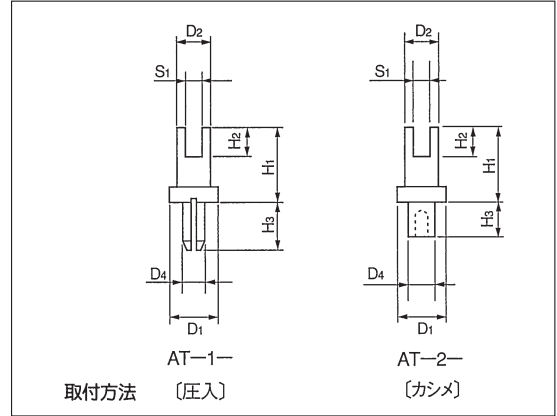 D2 D2
S1 S1
H2 H2
H1 H1
H3 H3
D4 D4
D1 D1
AT-1- AT-2-
取付方法 〔圧入〕 〔カシメ〕